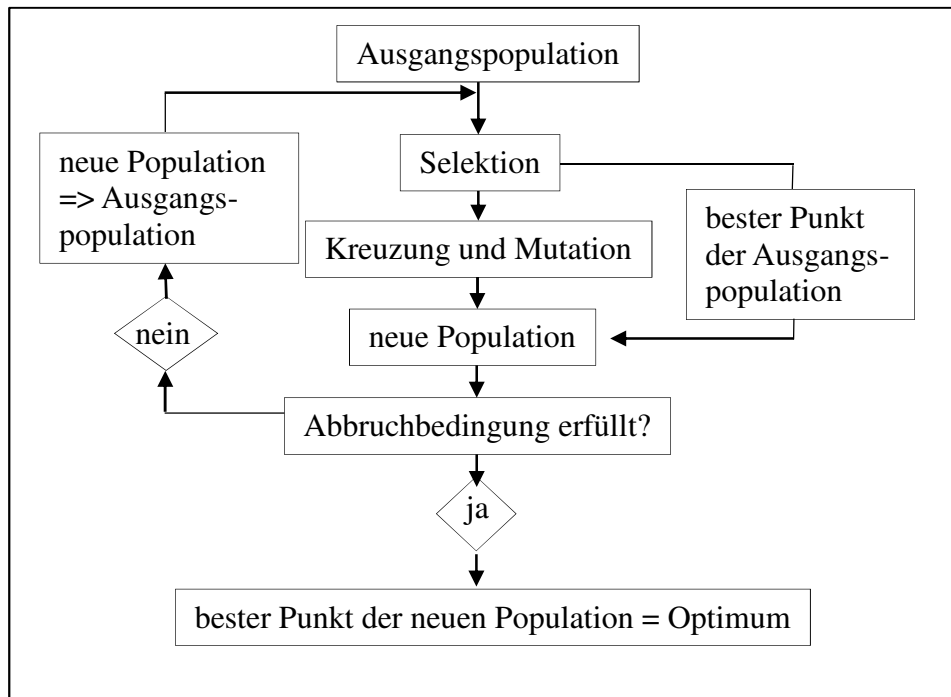 Ausgangspopulation
neue Population
=> Ausgangs-
population
Selektion
bester Punkt
der Ausgangs-
population
Kreuzung und Mutation
nein
neue Population
Abbruchbedingung erfüllt?
ja
bester Punkt der neuen Population = Optimum